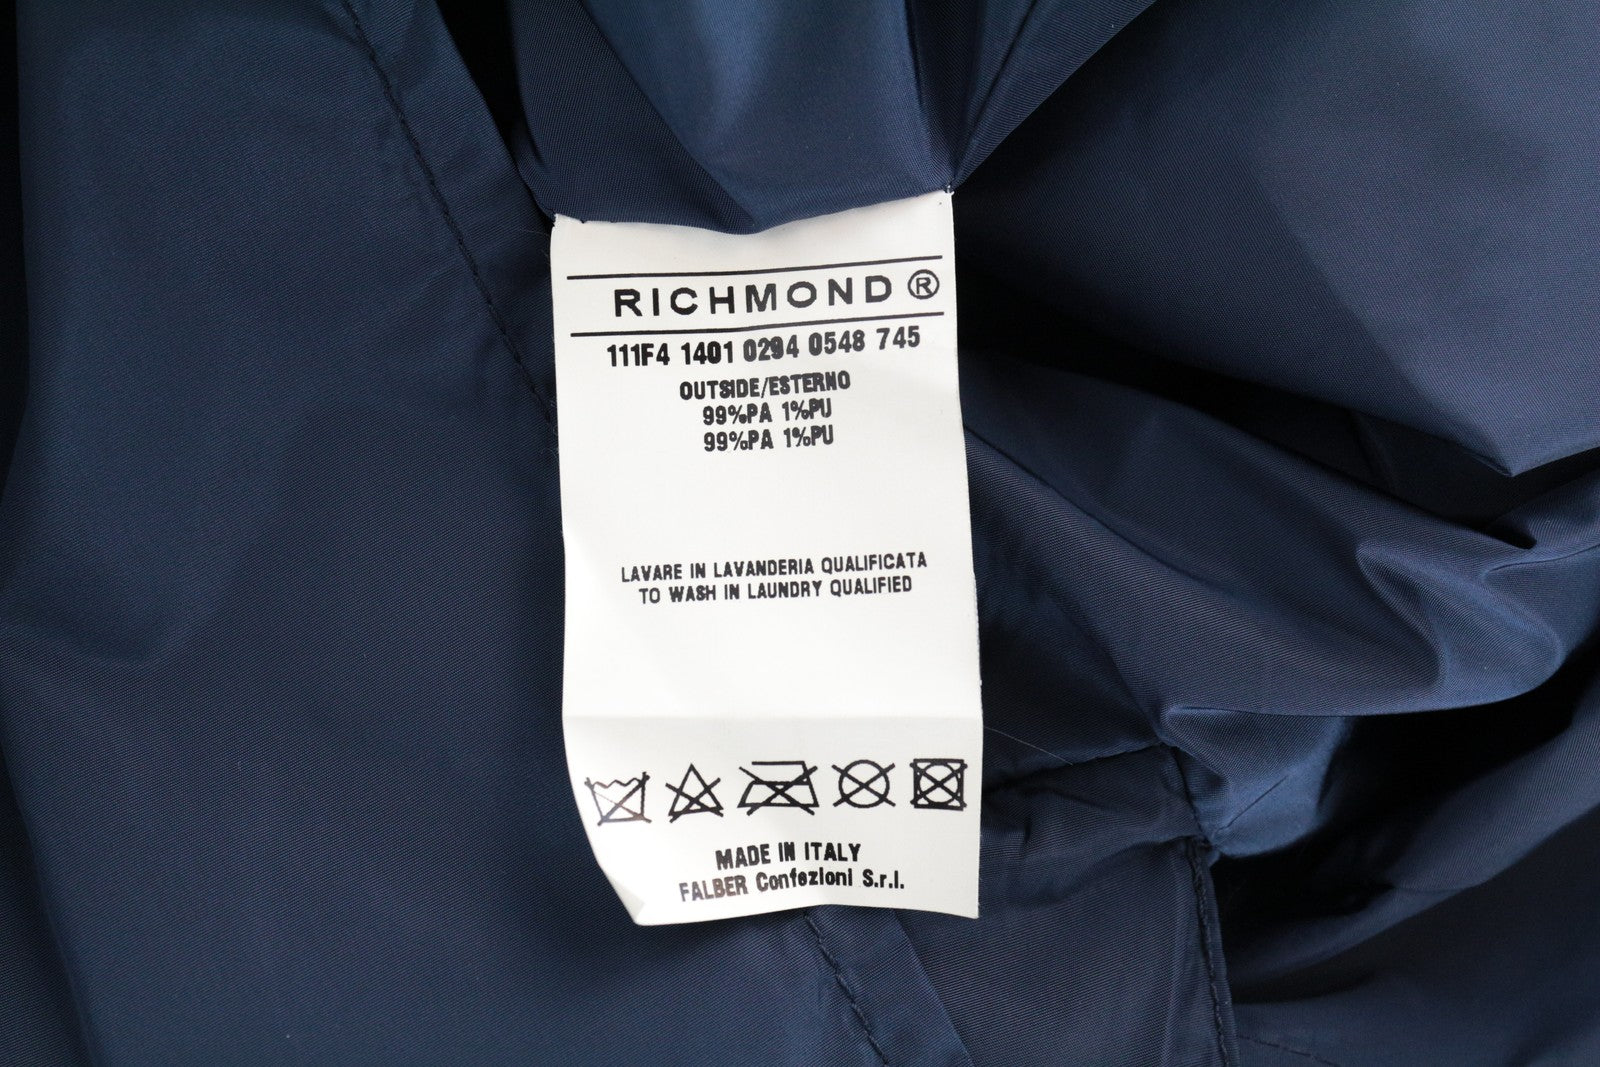 RICHMOND®
111F4 1401 0294 0548 745
OUTSIDE/ESTERNO
99%PA 1%PU
99%PA 1%PU
LAVARE IN LAVANDERIA QUALIFICATA
TO WASH IN LAUNDRY QUALIFIED
MADE IN ITALY
FALBER Confezioni S.r.l.